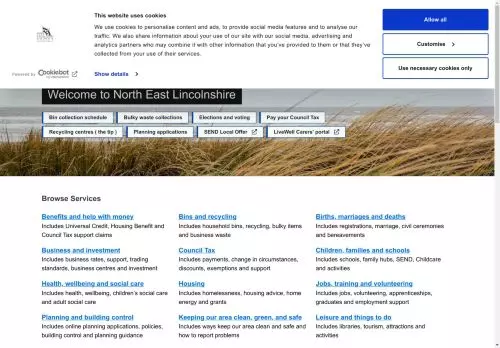 This website uses cookies
We use cookies to personalise content and ads, to provide social media features and to analyse our
traffic. We also share information about your use of our site with our social media, advertising and
analytics partners who may combine it with other information that you've provided to them or that they've
collected from your use of their services.
Allow all
Customise
Use necessary cookies only
Powered by Cookiebot
Show details
Welcome to North East Lincolnshire
Bin collection schedule
Bulky waste collections
Elections and voting
Pay your Council Tax
Recycling centres ( the tip )
Planning applications
SEND Local Offer
LiveWell Carers' portal
Browse Services
Benefits and help with money
Includes Universal Credit, Housing Benefit and
Council Tax support claims
Bins and recycling
Includes household bins, recycling, bulky items
and business waste
Births, marriages and deaths
Includes registrations, marriage, civil ceremonies
and bereavements
Business and investment
Includes business rates, support, trading
standards, business centres and investment
Council Tax
Includes payments, change in circumstances,
discounts, exemptions and support
Children, families and schools
Includes schools, family hubs, SEND, Childcare
and activities
Health, wellbeing and social care
Includes health, wellbeing, children's social care
and adult social care
Housing
Includes homelessness, housing advice, home
energy and grants
Jobs, training and volunteering
Includes jobs, volunteering, apprenticeships,
graduates and employment support
Planning and building control
Includes online planning applications, policies,
building control and planning guidance
Keeping our area clean, green, and safe
Includes ways keep our area clean and safe and
how to report problems
Leisure and things to do
Includes libraries, tourism, attractions and
activities